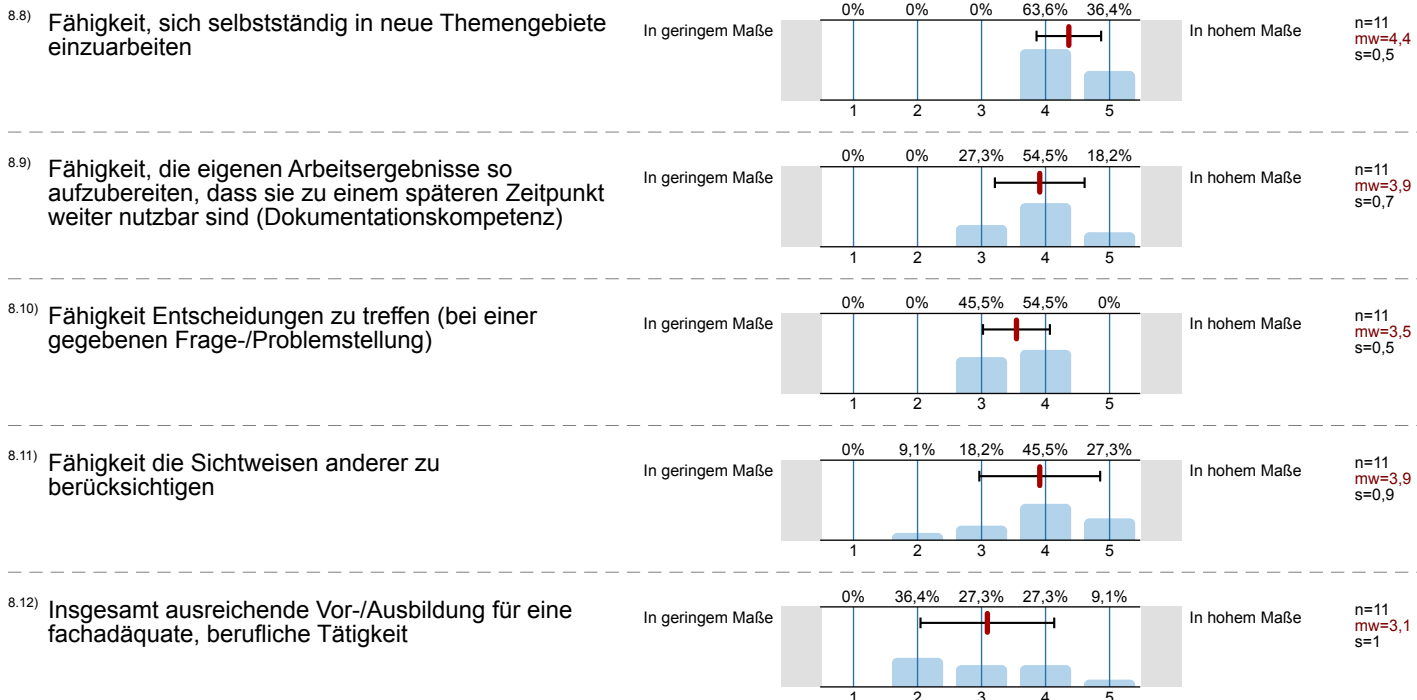 8.8) Fähigkeit, sich selbstständig in neue Themengebiete
einzuarbeiten
In geringem Maße
0% 0% 0% 63,6% 36,4%
1 2 3 4 5
In hohem Maße
n=11
mw=4,4
s=0,5
8.9) Fähigkeit, die eigenen Arbeitsergebnisse so
aufzubereiten, dass sie zu einem späteren Zeitpunkt
weiter nutzbar sind (Dokumentationskompetenz)
In geringem Maße
0% 0% 27,3% 54,5% 18,2%
1 2 3 4 5
In hohem Maße
n=11
mw=3,9
s=0,7
8.10) Fähigkeit Entscheidungen zu treffen (bei einer
gegebenen Frage-/Problemstellung)
In geringem Maße
0% 0% 45,5% 54,5% 0%
1 2 3 4 5
In hohem Maße
n=11
mw=3,5
s=0,5
8.11) Fähigkeit die Sichtweisen anderer zu
berücksichtigen
In geringem Maße
0% 9,1% 18,2% 45,5% 27,3%
1 2 3 4 5
In hohem Maße
n=11
mw=3,9
s=0,9
8.12) Insgesamt ausreichende Vor-/Ausbildung für eine
fachadäquate, berufliche Tätigkeit
In geringem Maße
0% 36,4% 27,3% 27,3% 9,1%
1 2 3 4 5
In hohem Maße
n=11
mw=3,1
s=1